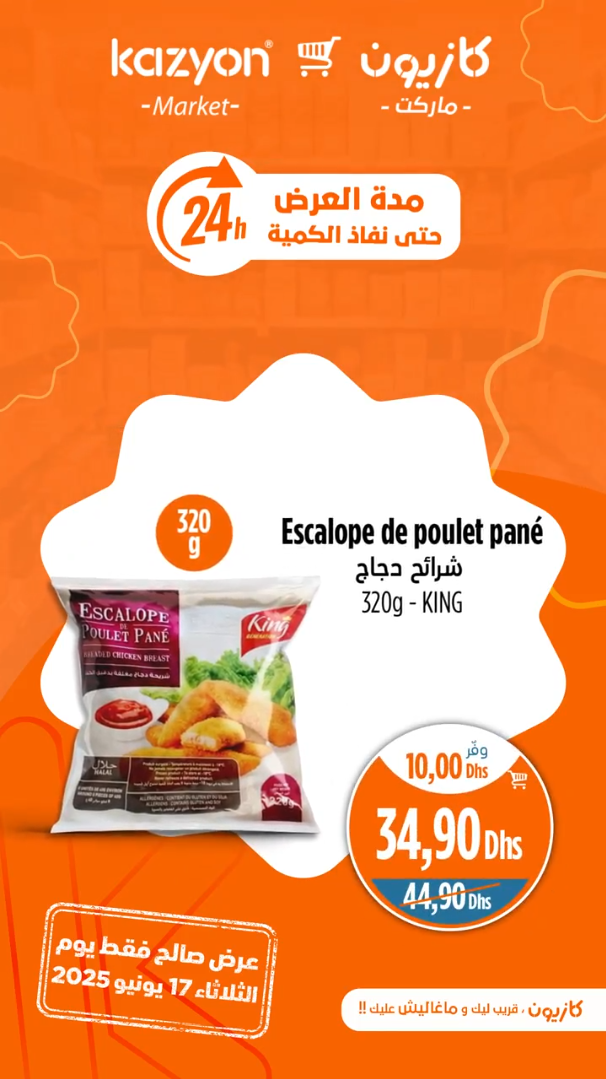 kazyon
-Market-
كازيون
- ماركت -
24h
مدة العرض
حتى نفاذ الكمية
320
g
Escalope de poulet pané
شرائح دجاج
320g - KING
ESCALOPE
DE
POULET PANÉ
BREADED CHICKEN BREAST
King
حلال
HALAL
وفّر
10,00 Dhs
34,90 Dhs
44,90 Dhs
عرض صالح فقط يوم
الثلاثاء 17 يونيو 2025
كازيون ، قريب ليك و ماغاليش عليك !!